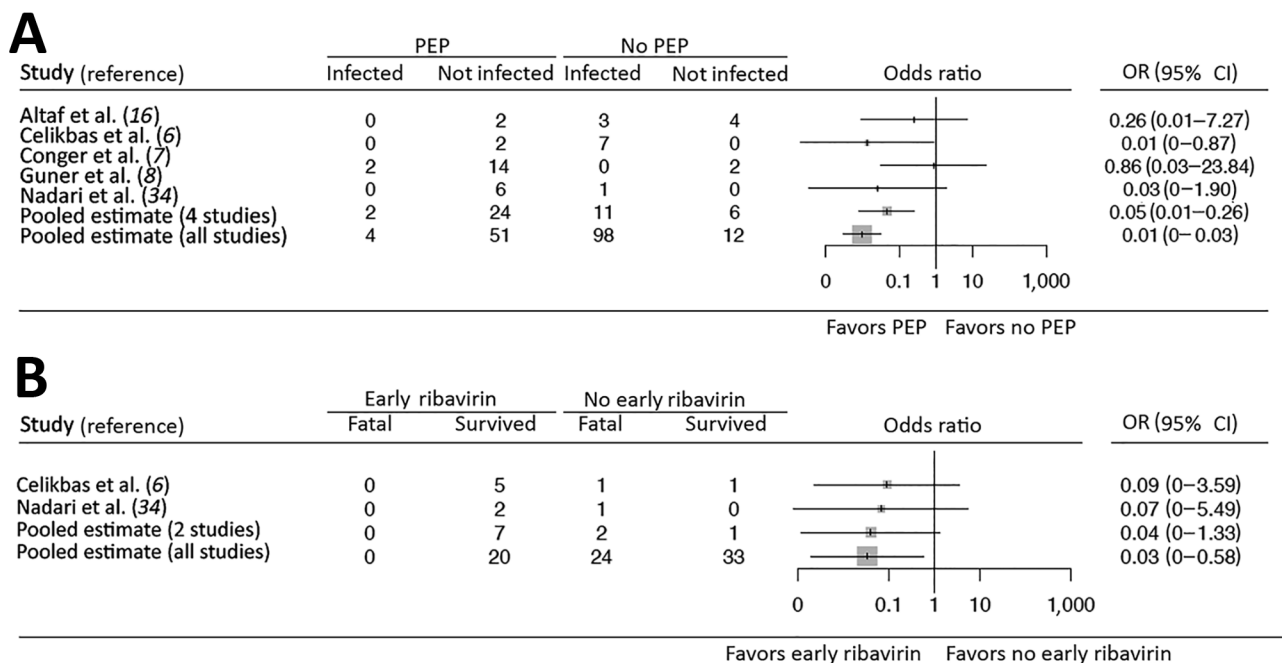 A
PEP No PEP
Study (reference) Infected Not infected Infected Not infected Odds ratio OR (95% CI)
Altaf et al. (16) 0 2 3 4 0.26 (0.01–7.27)
Celikbas et al. (6) 0 2 7 0 0.01 (0–0.87)
Conger et al. (7) 2 14 0 2 0.86 (0.03–23.84)
Guner et al. (8) 0 6 1 0 0.03 (0–1.90)
Nadari et al. (34)
Pooled estimate (4 studies) 2 24 11 6 0.05 (0.01–0.26)
Pooled estimate (all studies) 4 51 98 12 0.01 (0–0.03)
0 0.1 1 10 1,000
Favors PEP Favors no PEP
B
Early ribavirin No early ribavirin
Study (reference) Fatal Survived Fatal Survived Odds ratio OR (95% CI)
Celikbas et al. (6) 0 5 1 1 0.09 (0–3.59)
Nadari et al. (34) 0 2 1 0 0.07 (0–5.49)
Pooled estimate (2 studies) 0 7 2 1 0.04 (0–1.33)
Pooled estimate (all studies) 0 20 24 33 0.03 (0–0.58)
0 0.1 1 10 1,000
Favors early ribavirin Favors no early ribavirin